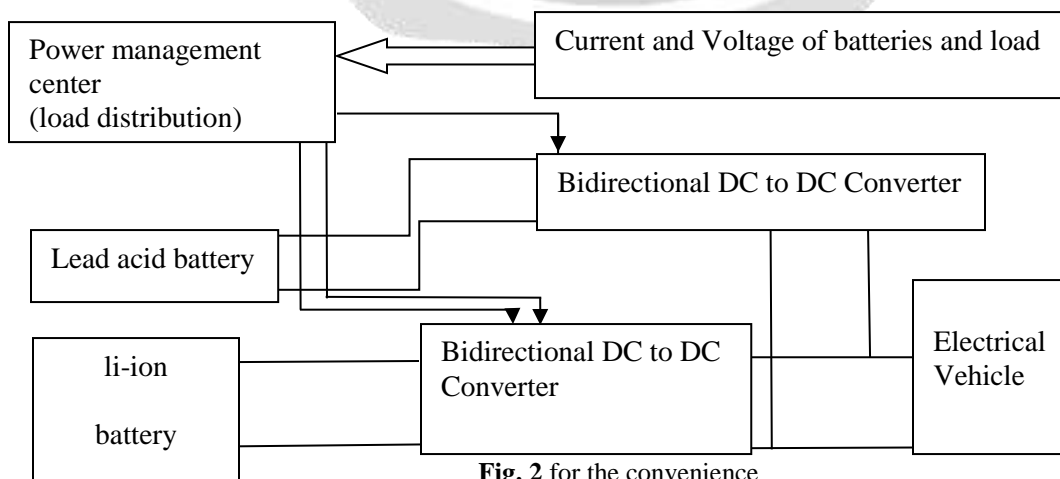 Power management
center
(load distribution)
Current and Voltage of batteries and load
Bidirectional DC to DC Converter
Lead acid battery
li-ion
battery
Bidirectional DC to DC
Converter
Electrical
Vehicle
Fig. 2 for the convenience